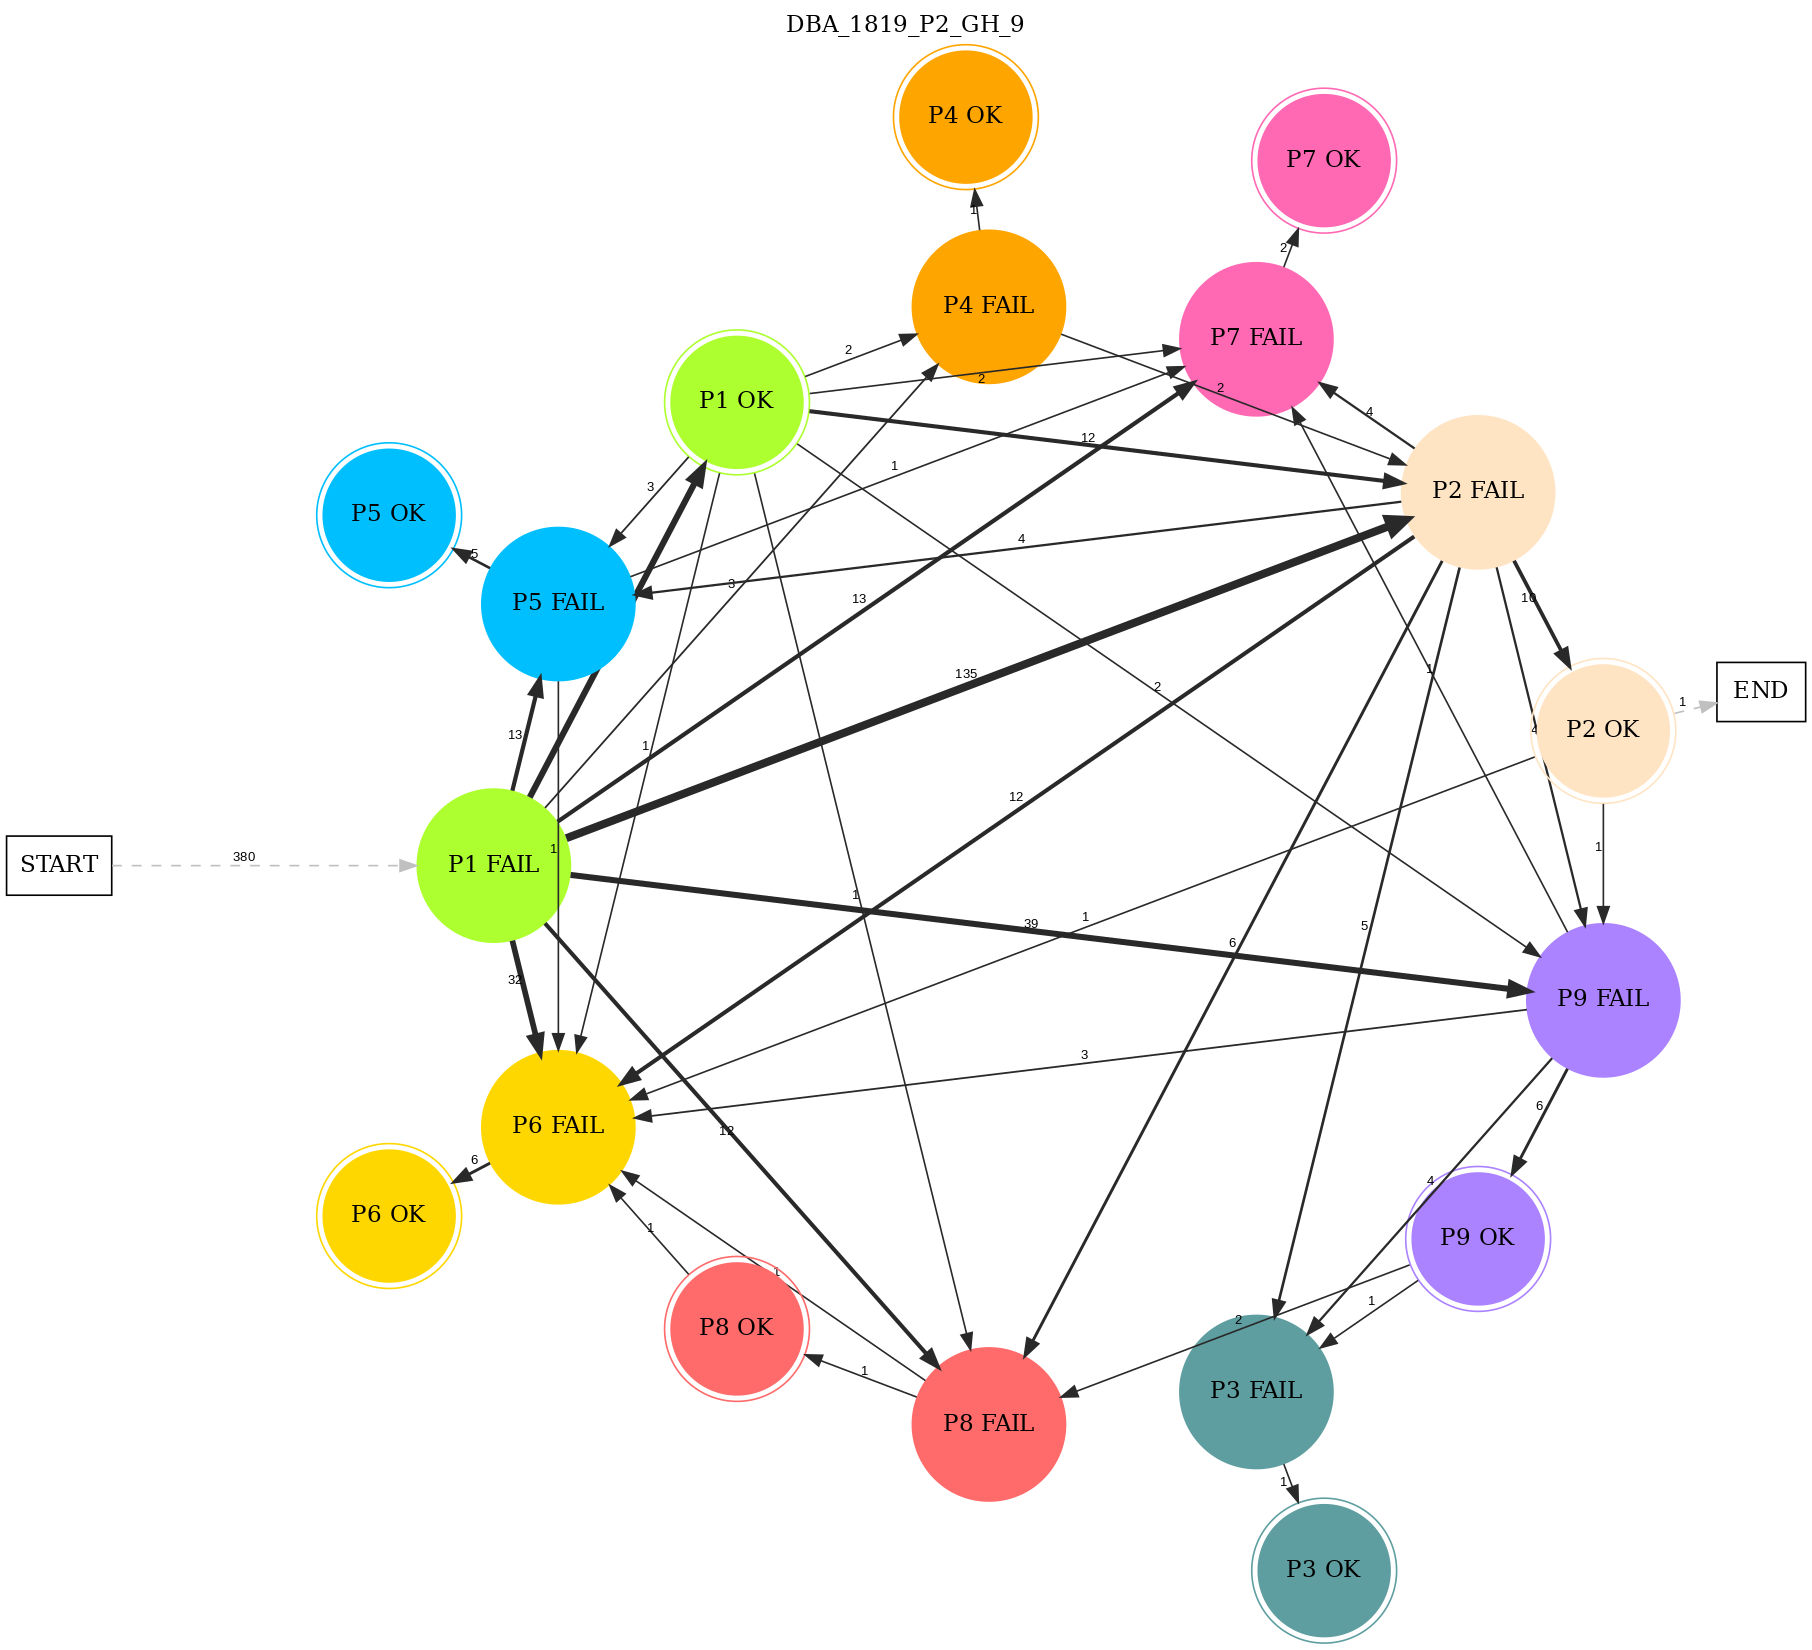 DBA_1819_P2_GH_9
P4 OK
P7 OK
1
2
P4 FAIL
P7 FAIL
2
2
2
4
P1 OK
12
P2 FAIL
3
1
P5 OK
5
4
P5 FAIL
3
13
10
135
2
1
END
1
P2 OK
4
13
1
12
1
START
380
P1 FAIL
1
1
1
39
1
5
6
32
P9 FAIL
3
6
P6 FAIL
12
6
4
P6 OK
1
P9 OK
1
1
2
P8 OK
1
P3 FAIL
P8 FAIL
1
P3 OK